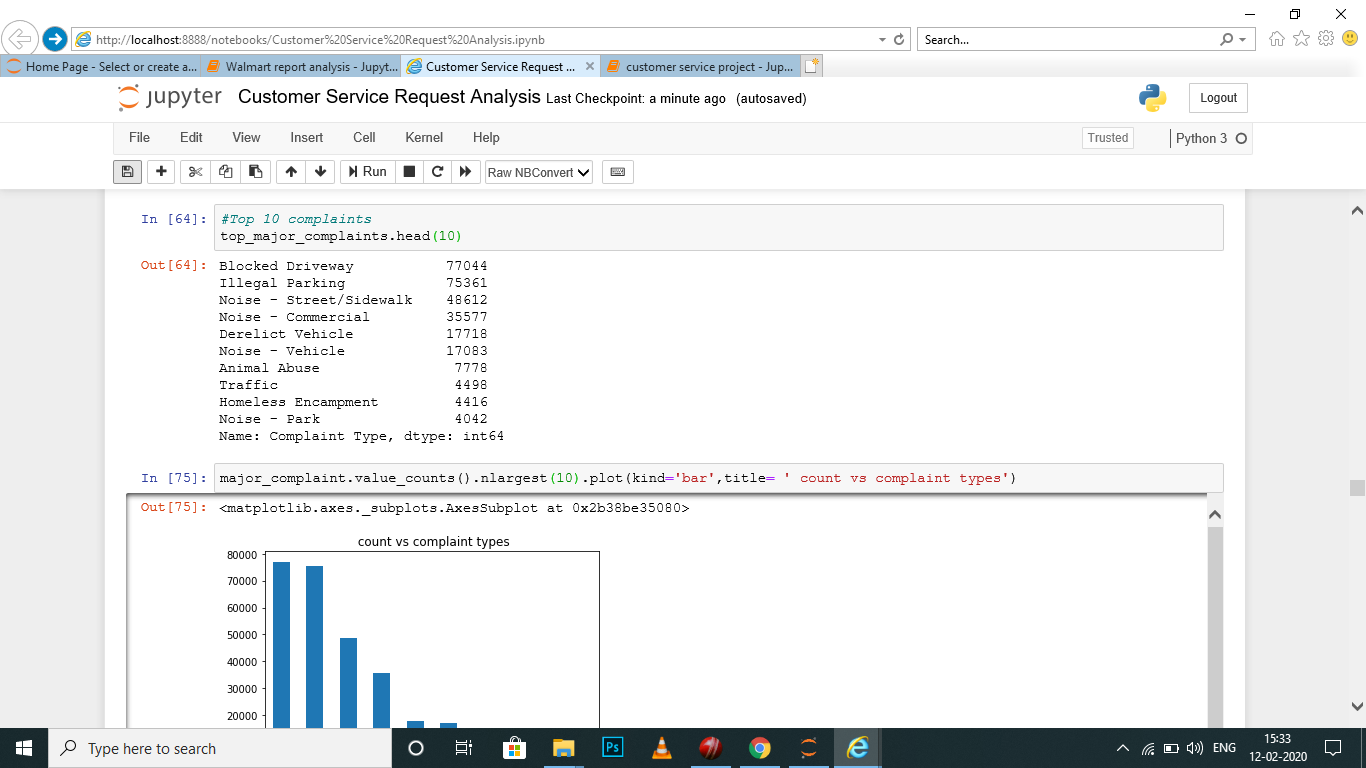 http://localhost:8888/notebooks/Customer%20Service%20Request%20Analysis.ipynb
Search...
Home Page - Select or create a...
Walmart report analysis - Jupyt...
Customer Service Request ...
customer service project - Jup...
jupyter Customer Service Request Analysis Last Checkpoint: a minute ago (autosaved)
Logout
File Edit View Insert Cell Kernel Help
Trusted
Python 3
Run
Raw NBConvert
In [64]: #Top 10 complaints
top_major_complaints.head(10)
Out[64]: Blocked Driveway 77044
Illegal Parking 75361
Noise - Street/Sidewalk 48612
Noise - Commercial 35577
Derelict Vehicle 17718
Noise - Vehicle 17083
Animal Abuse 7778
Traffic 4498
Homeless Encampment 4416
Noise - Park 4042
Name: Complaint Type, dtype: int64
In [75]: major_complaint.value_counts().nlargest(10).plot(kind='bar',title= ' count vs complaint types')
Out[75]: <matplotlib.axes._subplots.AxesSubplot at 0x2b38be35080>
count vs complaint types
80000
70000
60000
50000
40000
30000
20000
Type here to search
Ps
ENG
15:33
12-02-2020